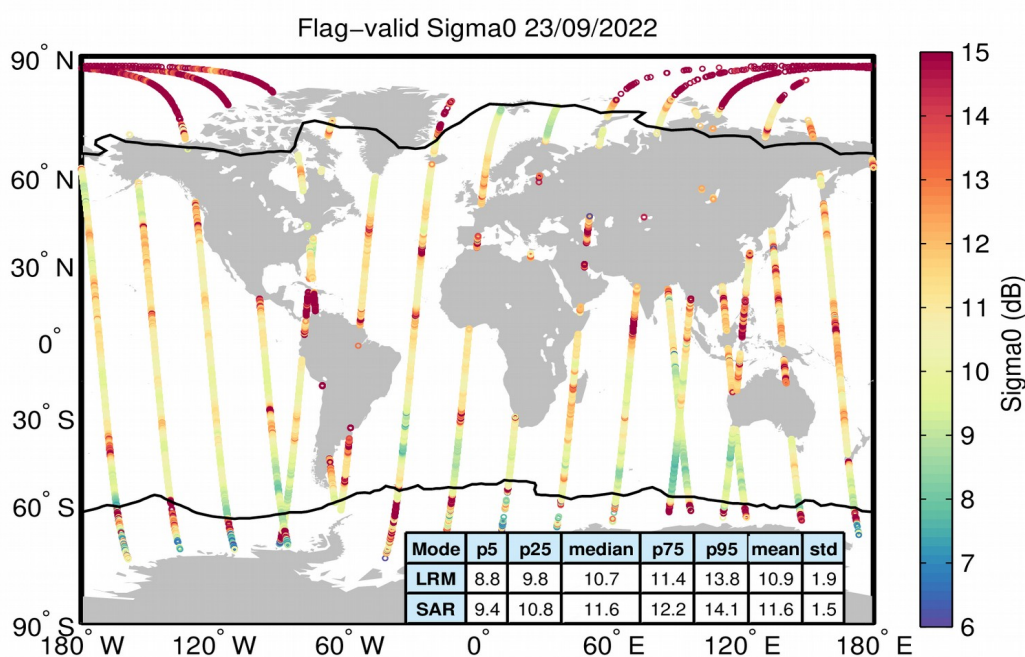 Flag−valid Sigma0 23/09/2022
90° N
60° N
30° N
0°
30° S
60° S
90° S
180° W
120° W
60° W
0°
60° E
120° E
180° E
Mode p5 p25 median p75 p95 mean std
LRM 8.8 9.8 10.7 11.4 13.8 10.9 1.9
SAR 9.4 10.8 11.6 12.2 14.1 11.6 1.5
15
14
13
12
11
10
9
8
7
6
Sigma0 (dB)